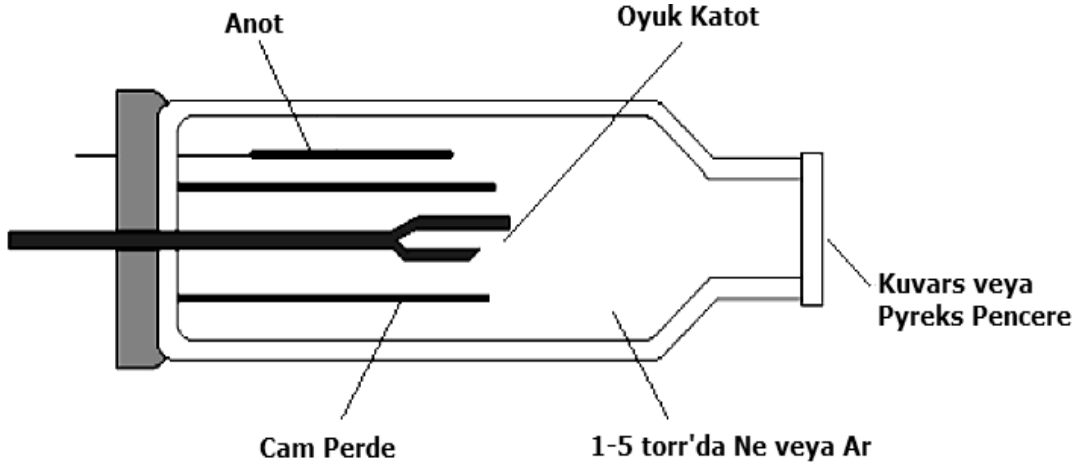 Oyuk Katot
Anot
Kuvars veya
Pyreks Pencere
Cam Perde
1-5 torr'da Ne veya Ar